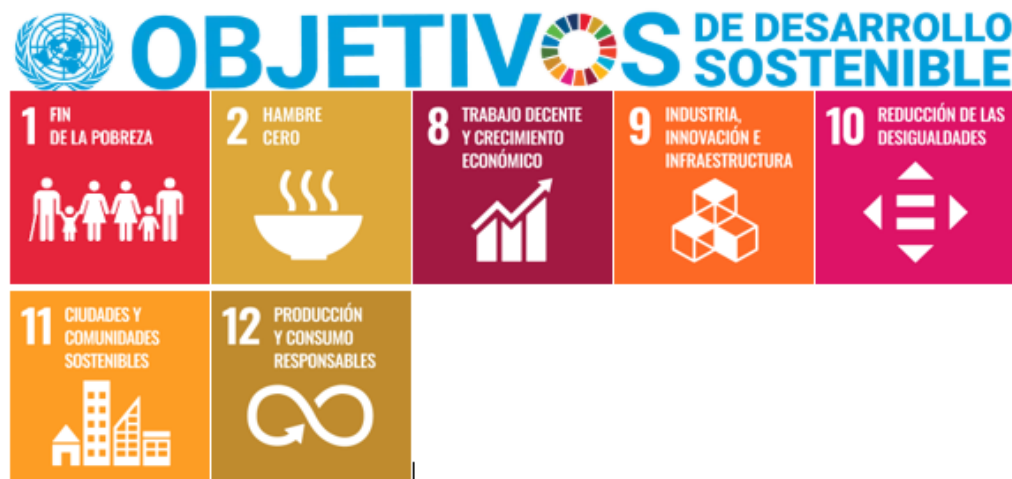 OBJETIVOS DE DESARROLLO
SOSTENIBLE
1 FIN
DE LA POBREZA
2 HAMBRE
CERO
8 TRABAJO DECENTE
Y CRECIMIENTO
ECONÓMICO
9 INDUSTRIA,
INNOVACIÓN E
INFRAESTRUCTURA
10 REDUCCIÓN DE LAS
DESIGUALDADES
11 CIUDADES Y
COMUNIDADES
SOSTENIBLES
12 PRODUCCIÓN
Y CONSUMO
RESPONSABLES